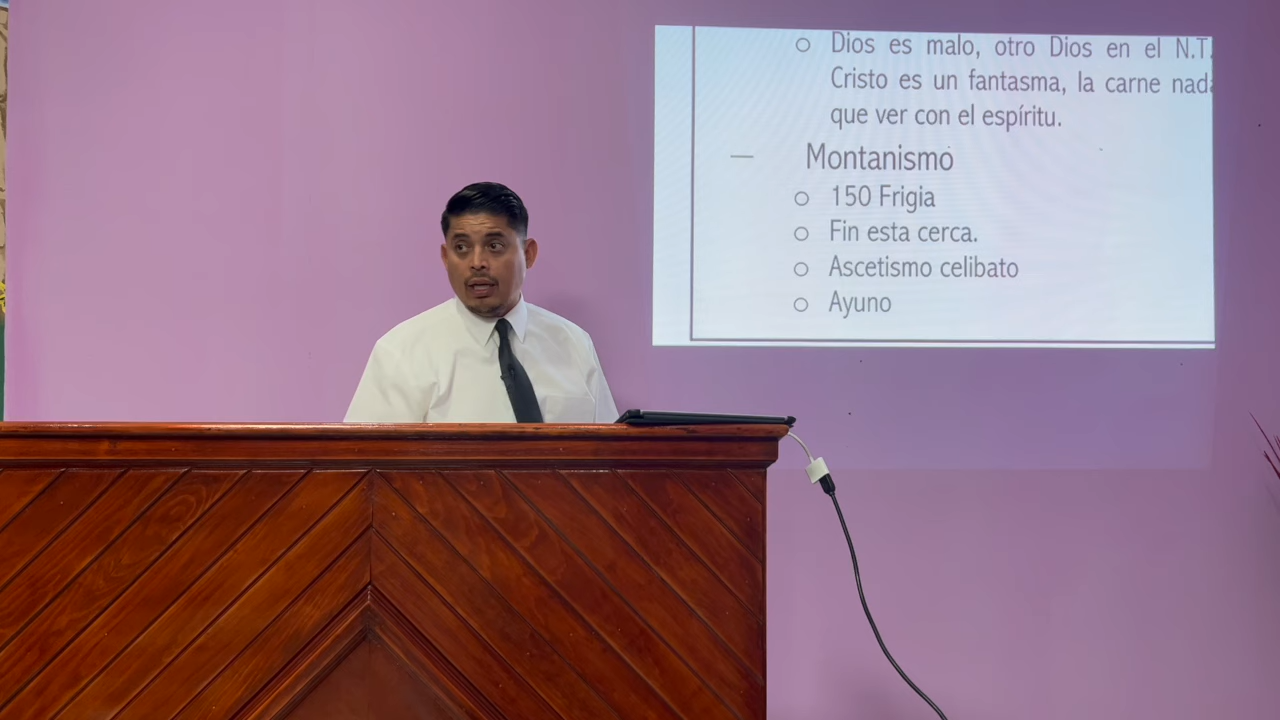 Dios es malo, otro Dios en el N.T.
Cristo es un fantasma, la carne nada
que ver con el espíritu.
— Montanismo
150 Frigia
Fin esta cerca.
Ascetismo celibato
Ayuno